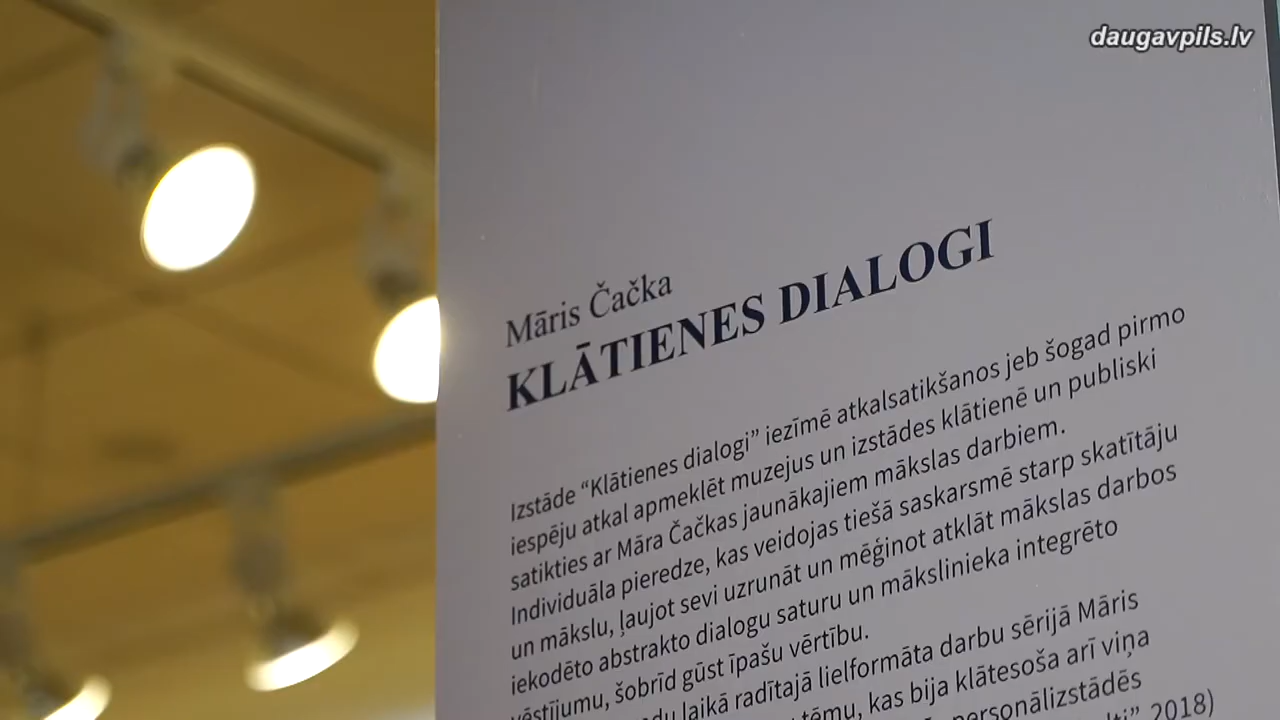 daugavpils.lv
Māris Čačka
KLĀTIENES DIALOGI
Izstāde “Klātienes dialogi” iezīmē atkalsatikšanos jeb šogad pirmo
iespēju atkal apmeklēt muzejus un izstādes klātienē un publiski
satikties ar Māra Čačkas jaunākajiem mākslas darbiem.
Individuāla pieredze, kas veidojas tiešā saskarsmē starp skatītāju
un mākslu, ļaujot sevi uzrunāt un mēģinot atklāt mākslas darbos
iekodēto abstrakto dialogu saturu un mākslinieka integrēto
vēstījumu, šobrīd gūst īpašu vērtību.
laikā radītajā lielformāta darbu sērijā Māris
tēmu, kas bija klātesoša arī viņa
personālizstādēs
2018)